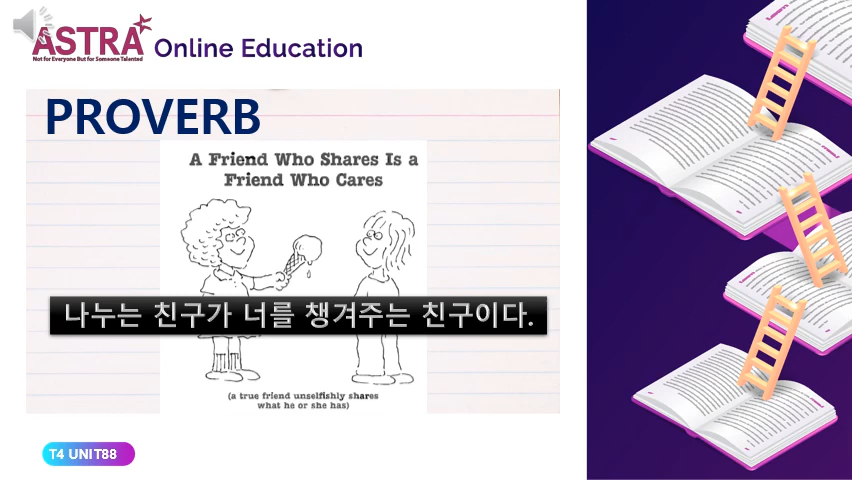 ASTRA
Not for Everyone But for Someone Talented
Online Education
PROVERB
A Friend Who Shares Is a
Friend Who Cares
나누는 친구가 너를 챙겨주는 친구이다.
(a true friend unselfishly shares
what he or she has)
T4 UNIT88